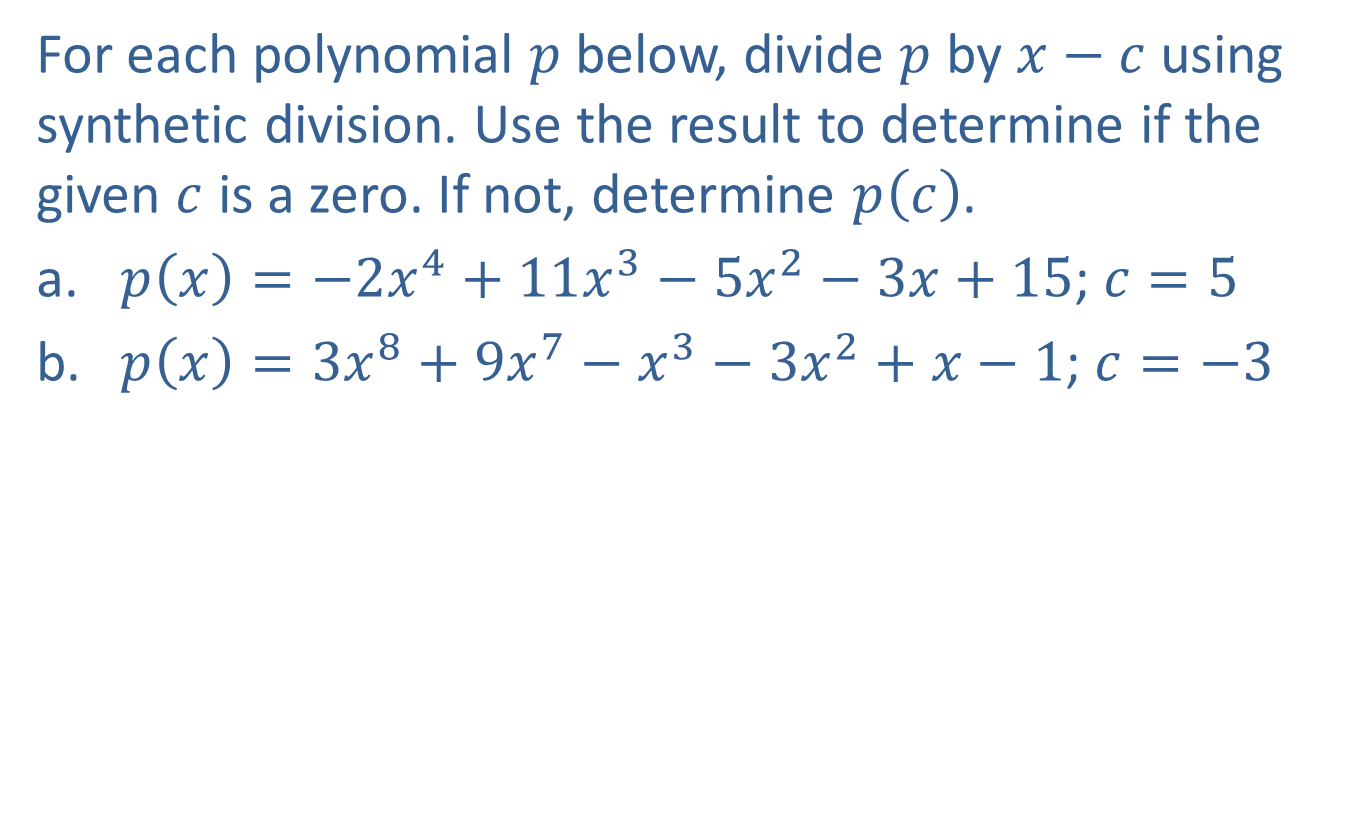 For each polynomial p below, divide p by x − c using
synthetic division. Use the result to determine if the
given c is a zero. If not, determine p(c).
a. p(x) = −2x⁴ + 11x³ − 5x² − 3x + 15; c = 5
b. p(x) = 3x⁸ + 9x⁷ − x³ − 3x² + x − 1; c = −3